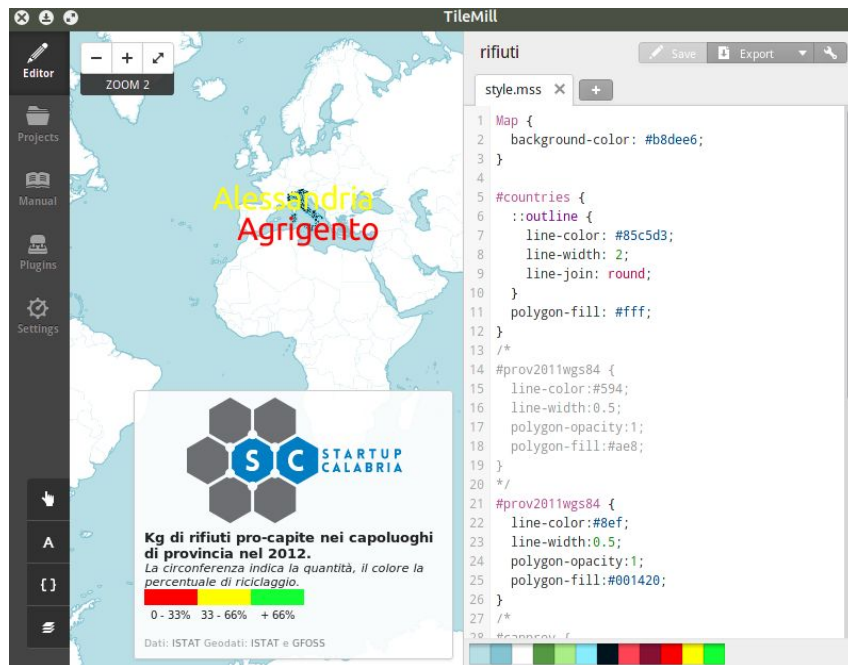 TileMill
Editor
Projects
Manual
Plugins
Settings
ZOOM 2
Alessandria
Agrigento
S C STARTUP
CALABRIA
Kg di rifiuti pro-capite nei capoluoghi
di provincia nel 2012.
La circonferenza indica la quantità, il colore la
percentuale di riciclaggio.
0 - 33% 33 - 66% + 66%
Dati: ISTAT Geodati: ISTAT e GFOSS
A
{}
rifiuti
Save Export
style.mss
1 Map {
2 background-color: #b8dee6;
3 }
4
5 #countries {
6 ::outline {
7 line-color: #85c5d3;
8 line-width: 2;
9 line-join: round;
10 }
11 polygon-fill: #fff;
12 }
13 /*
14 #prov2011wgs84 {
15 line-color:#594;
16 line-width:0.5;
17 polygon-opacity:1;
18 polygon-fill:#ae8;
19 }
20 */
21 #prov2011wgs84 {
22 line-color:#8ef;
23 line-width:0.5;
24 polygon-opacity:1;
25 polygon-fill:#001420;
26 }
27 /*
28